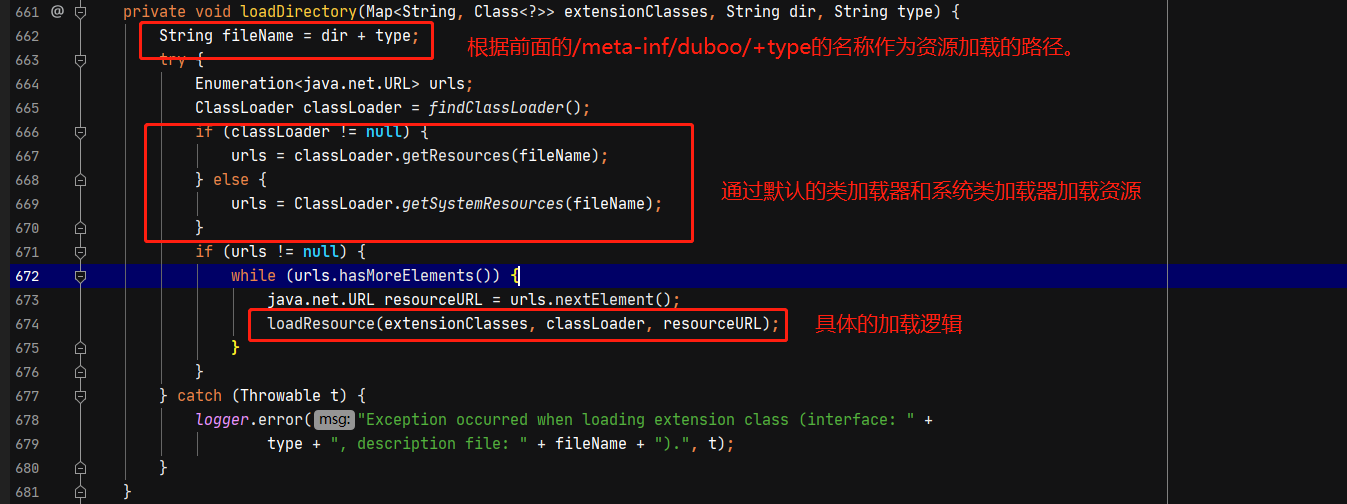 661 @ private void loadDirectory(Map<String, Class<?>> extensionClasses, String dir, String type) {
662 String fileName = dir + type; 根据前面的/meta-inf/duboo/+type的名称作为资源加载的路径。
663 try {
664 Enumeration<java.net.URL> urls;
665 ClassLoader classLoader = findClassLoader();
666 if (classLoader != null) {
667 urls = classLoader.getResources(fileName);
668 } else { 通过默认的类加载器和系统类加载器加载资源
669 urls = ClassLoader.getSystemResources(fileName);
670 }
671 if (urls != null) {
672 while (urls.hasMoreElements()) {
673 java.net.URL resourceURL = urls.nextElement();
674 loadResource(extensionClasses, classLoader, resourceURL); 具体的加载逻辑
675 }
676 }
677 } catch (Throwable t) {
678 logger.error( msg: "Exception occurred when loading extension class (interface: " +
679 type + ", description file: " + fileName + ").", t);
680 }
681 }